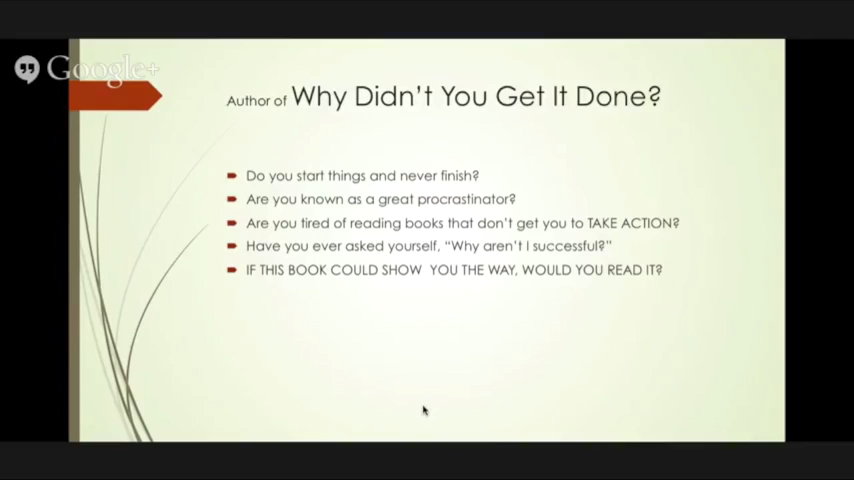 Google+
Author of Why Didn't You Get It Done?
Do you start things and never finish?
Are you known as a great procrastinator?
Are you tired of reading books that don't get you to TAKE ACTION?
Have you ever asked yourself, "Why aren't I successful?"
IF THIS BOOK COULD SHOW YOU THE WAY, WOULD YOU READ IT?